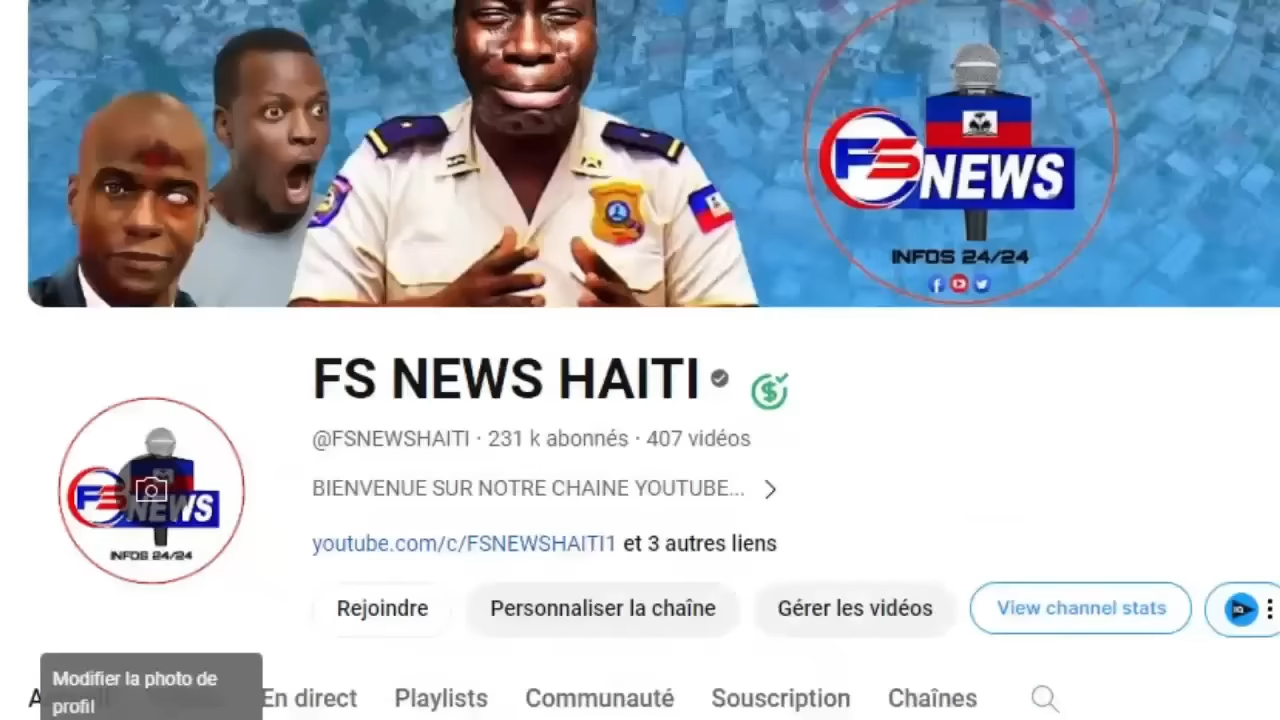 FS NEWS
INFOS 24/24
FS NEWS HAITI
@FSNEWSHAITI · 231 k abonnés · 407 vidéos
BIENVENUE SUR NOTRE CHAINE YOUTUBE...
youtube.com/c/FSNEWSHAITI1 et 3 autres liens
FS NEWS
INFOS 24/24
Rejoindre Personnaliser la chaîne Gérer les vidéos View channel stats
Modifier la photo de
profil
En direct Playlists Communauté Souscription Chaînes